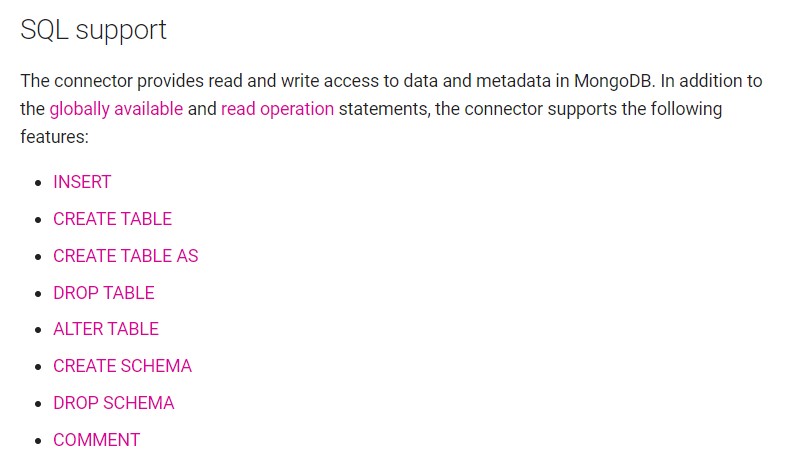 SQL support
The connector provides read and write access to data and metadata in MongoDB. In addition to
the globally available and read operation statements, the connector supports the following
features:
• INSERT
• CREATE TABLE
• CREATE TABLE AS
• DROP TABLE
• ALTER TABLE
• CREATE SCHEMA
• DROP SCHEMA
• COMMENT